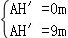 AH′ =0m
AH′ =9m